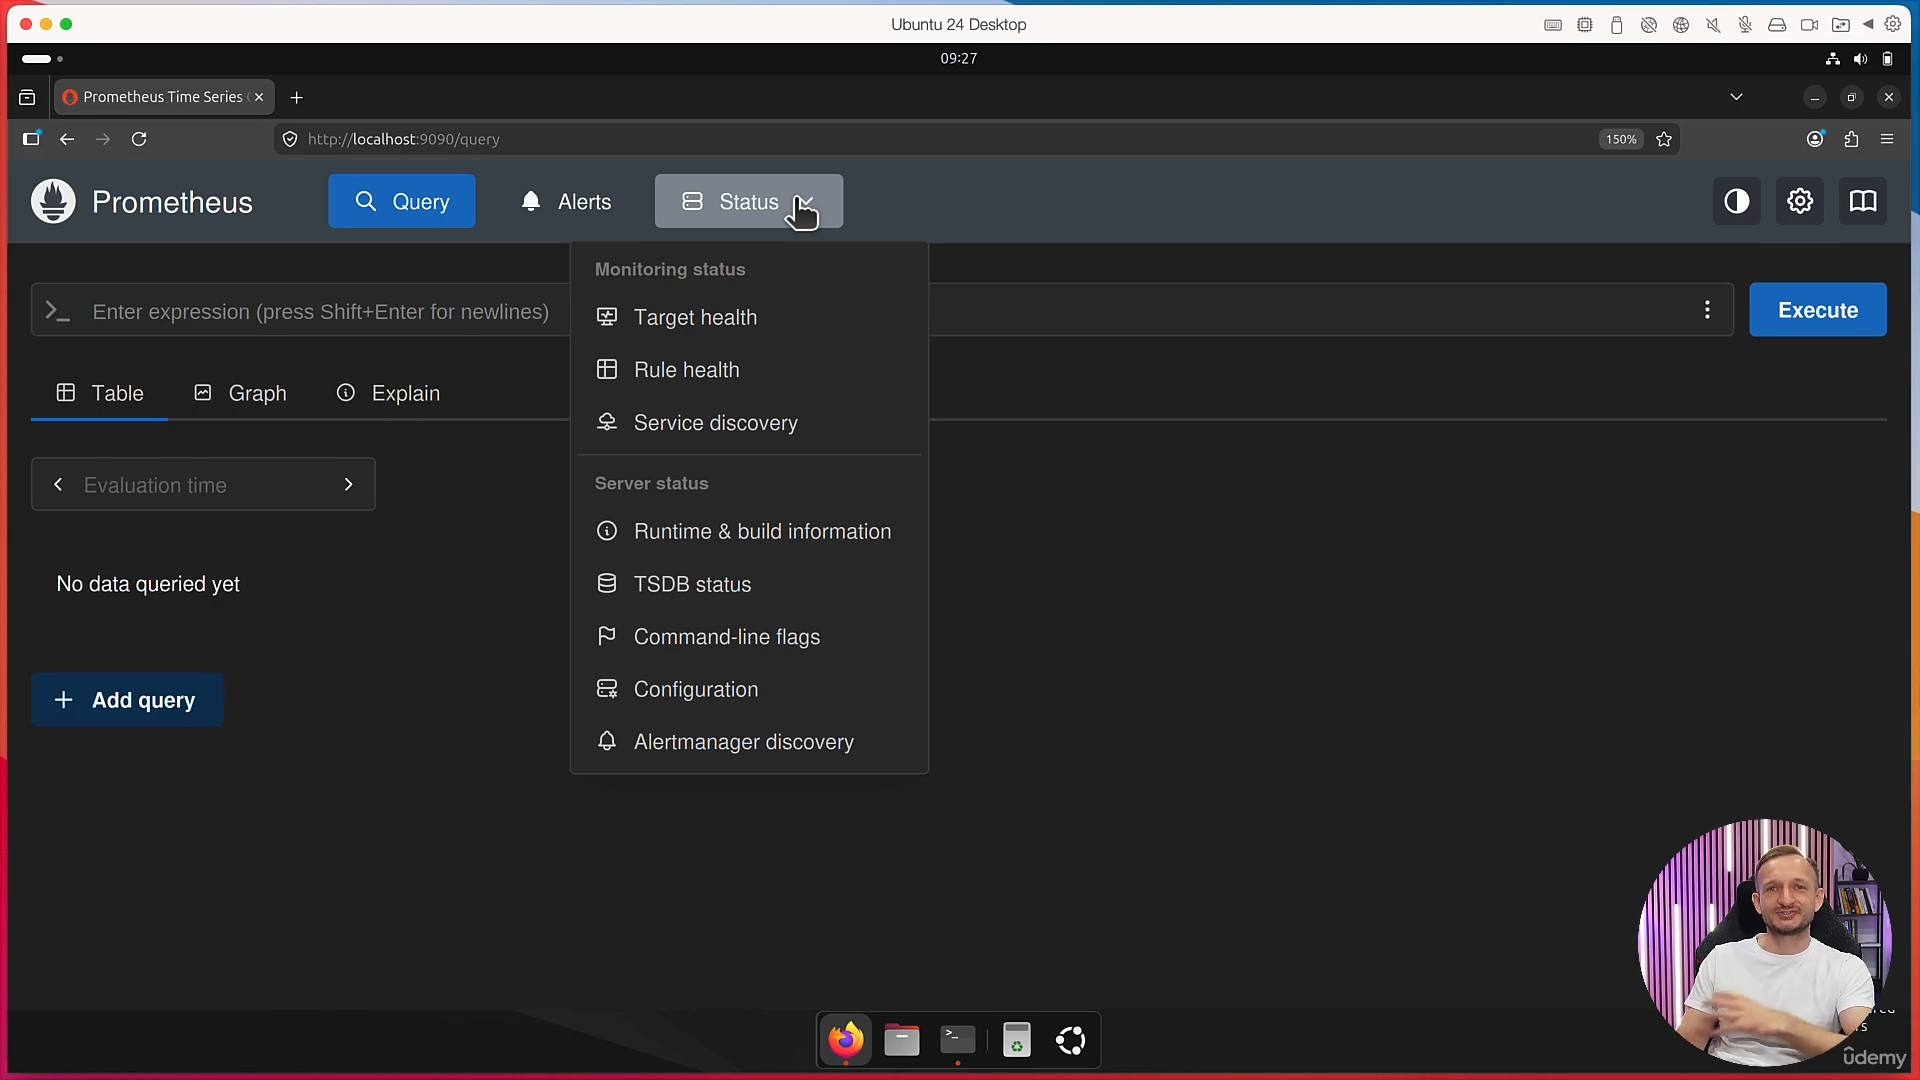 Ubuntu 24 Desktop
09:27
Prometheus Time Series
http://localhost:9090/query
150%
Prometheus
Query
Alerts
Status
Monitoring status
Enter expression (press Shift+Enter for newlines)
Target health
Execute
Rule health
Table
Graph
Explain
Service discovery
Evaluation time
Server status
Runtime & build information
No data queried yet
TSDB status
Command-line flags
Add query
Configuration
Alertmanager discovery
udemy